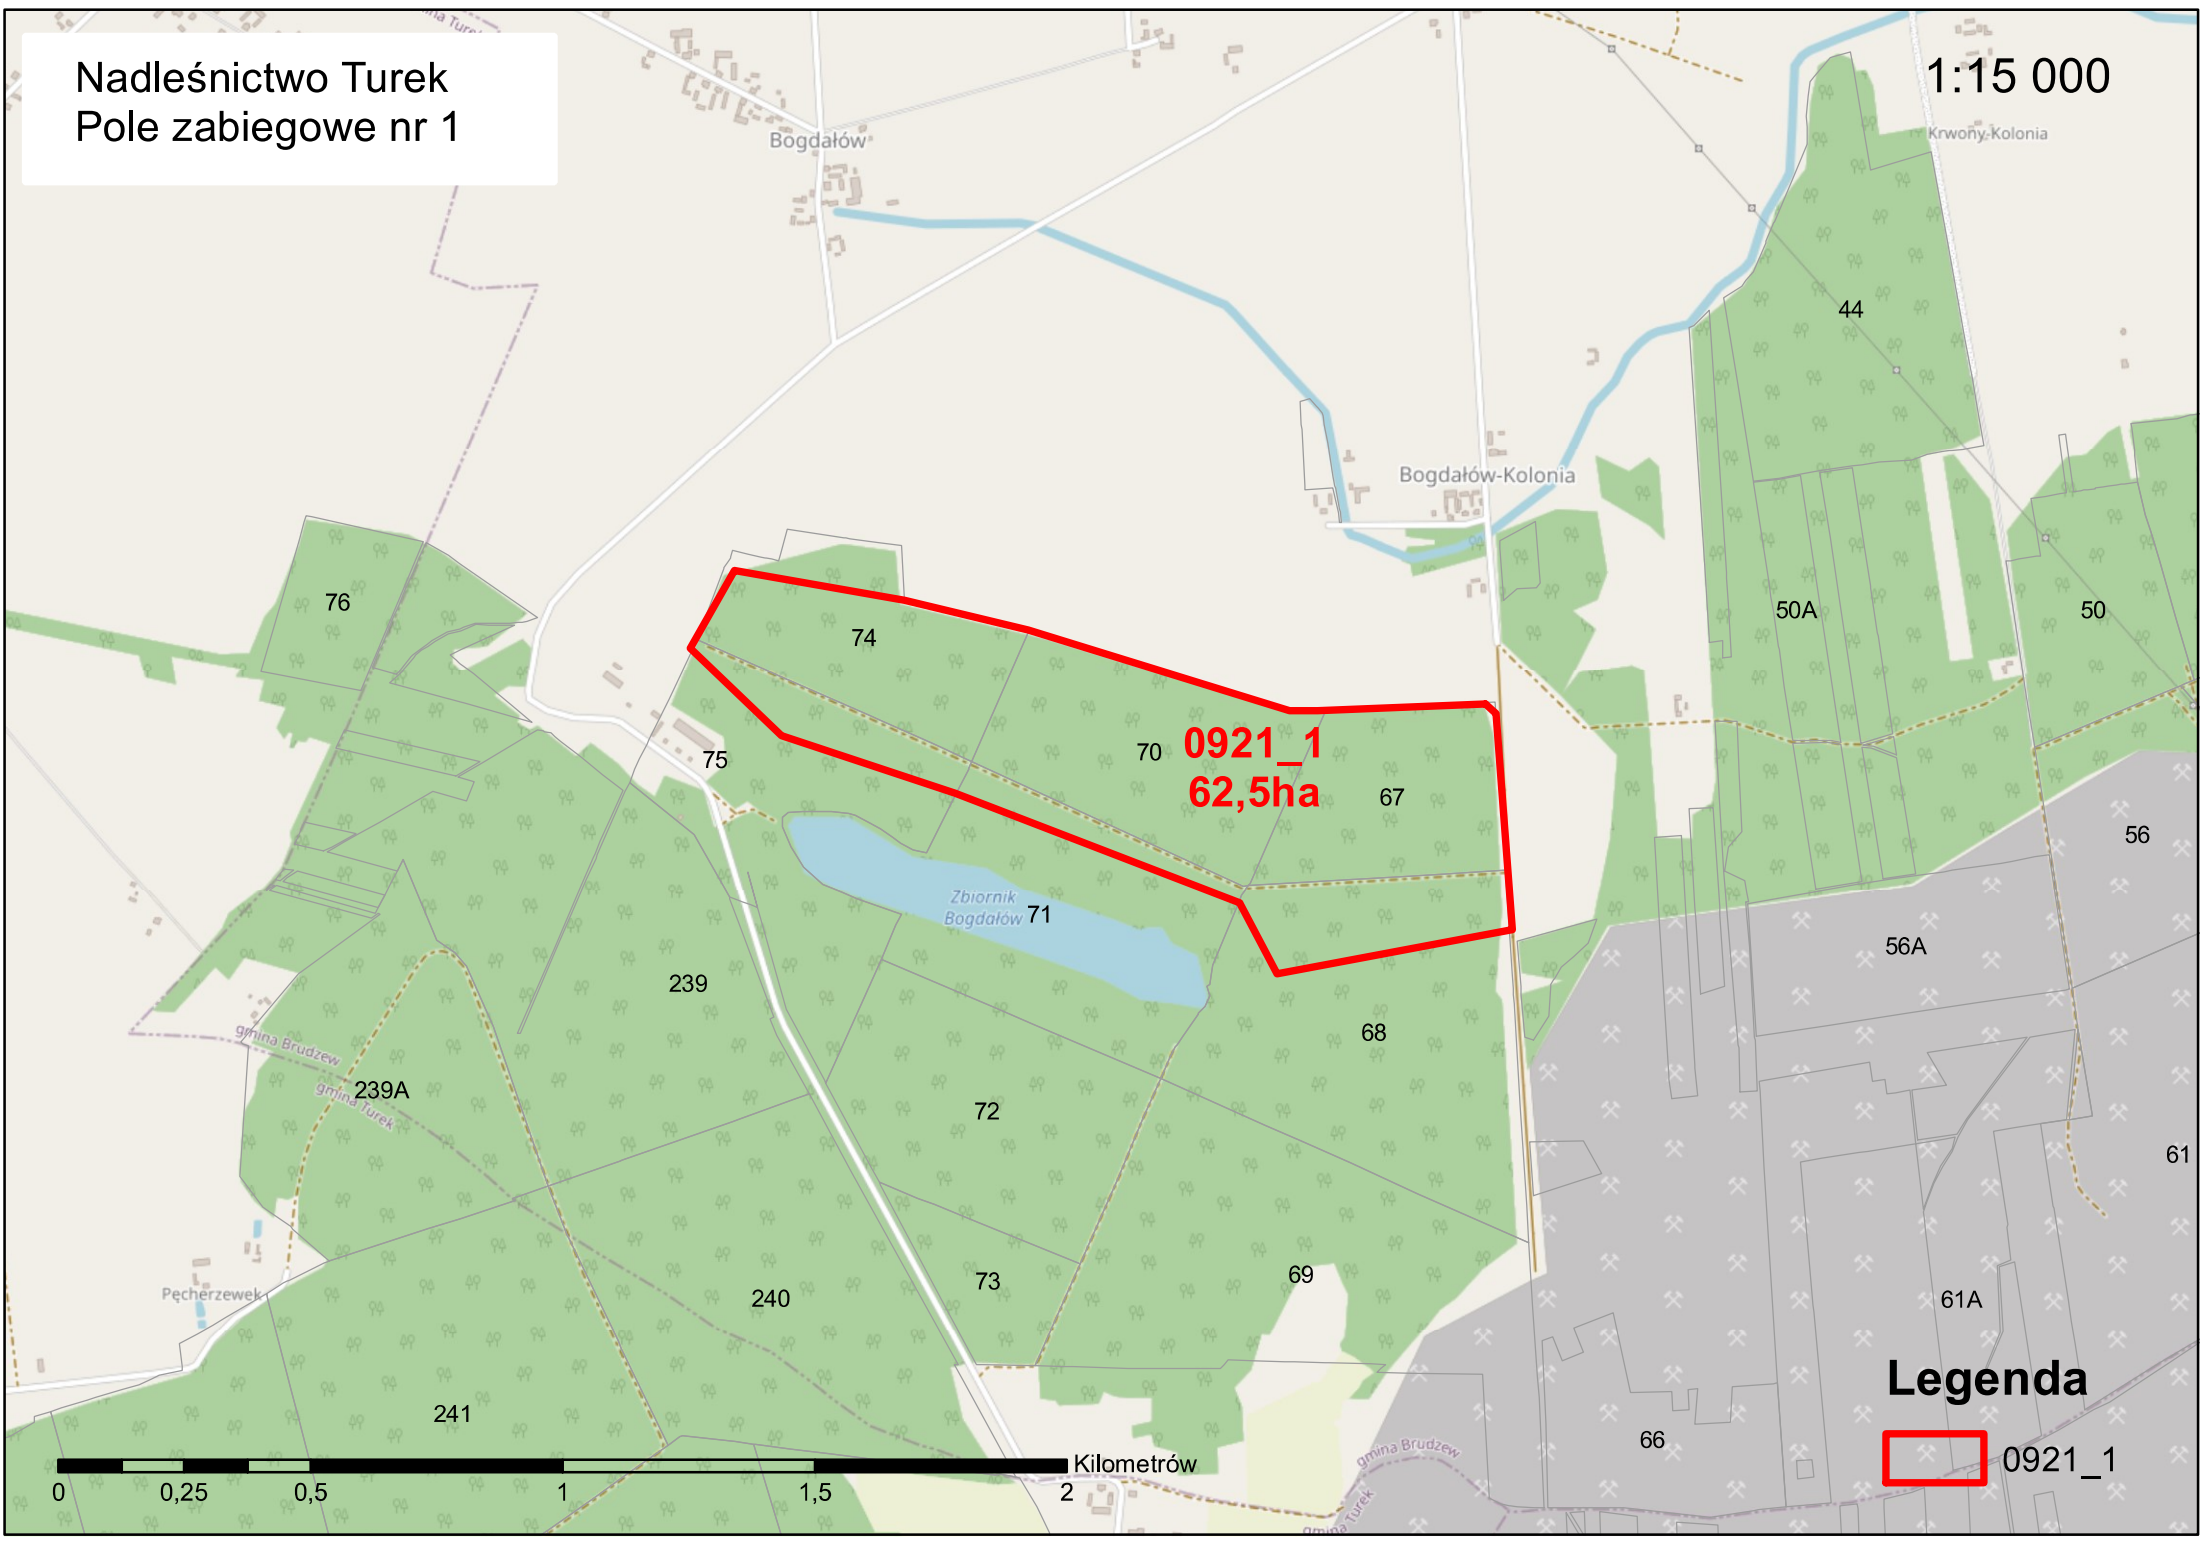 gmina Turek
Nadleśnictwo Turek
Pole zabiegowe nr 1
1:15 000
Bogdałów
Krwony-Kolonia
44
Bogdałów-Kolonia
76
74
50A
50
75
70
0921_1
62,5ha
67
56
Zbiornik
Bogdałów
71
56A
239
68
gmina Brudzew
gmina Turek
239A
72
61
Pęcherzewek
73
69
240
61A
Legenda
241
66
gmina Brudzew
gmina Turek
0921_1
Kilometrów
0
0,25
0,5
1
1,5
2